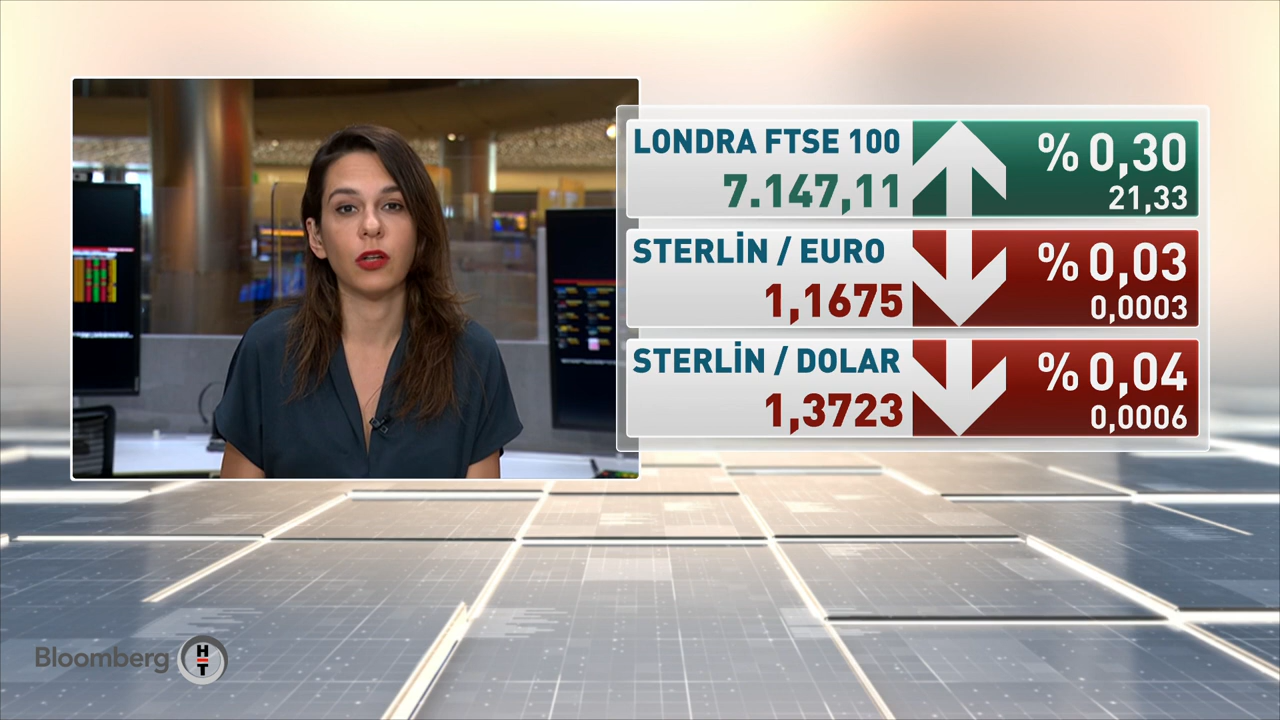 LONDRA FTSE 100
7.147,11
% 0,30
21,33
STERLİN / EURO
1,1675
% 0,03
0,0003
STERLİN / DOLAR
1,3723
% 0,04
0,0006
Bloomberg HT